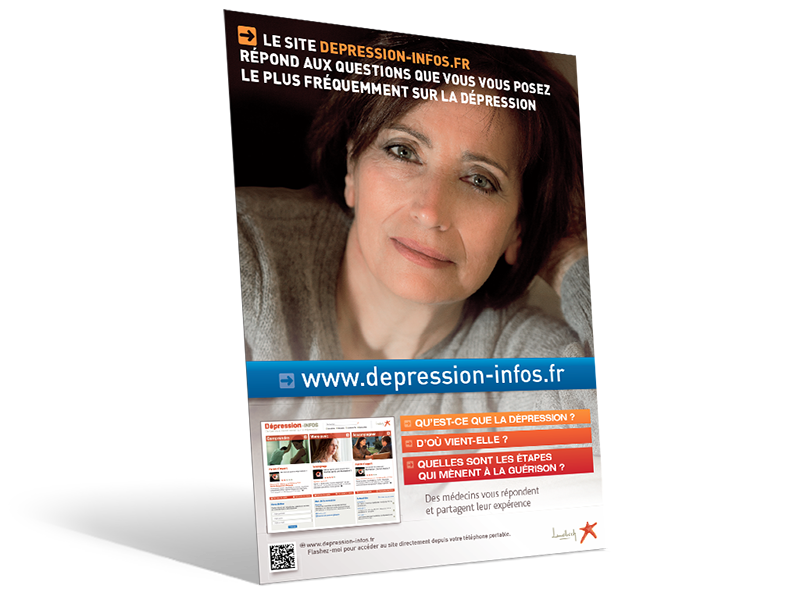 LE SITE DEPRESSION-INFOS.FR
RÉPOND AUX QUESTIONS QUE VOUS VOUS POSEZ
LE PLUS FRÉQUEMMENT SUR LA DÉPRESSION
www.depression-infos.fr
Dépression-INFOS
Comprendre
QU'EST-CE QUE LA DÉPRESSION ?
D'OÙ VIENT-ELLE ?
QUELLES SONT LES ÉTAPES
QUI MÈNENT À LA GUÉRISON ?
Des médecins vous répondent
et partagent leur expérience
www.depression-infos.fr
Flashez-moi pour accéder au site directement depuis votre téléphone portable.